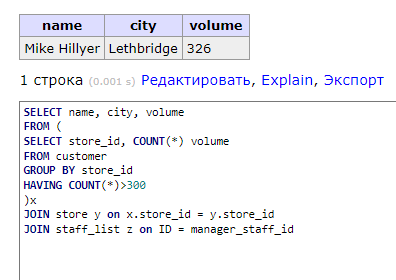 name city volume
Mike Hillyer Lethbridge 326
1 строка (0.001 s) Редактировать, Explain, Экспорт
SELECT name, city, volume
FROM (
SELECT store_id, COUNT(*) volume
FROM customer
GROUP BY store_id
HAVING COUNT(*)>300
)x
JOIN store y on x.store_id = y.store_id
JOIN staff_list z on ID = manager_staff_id